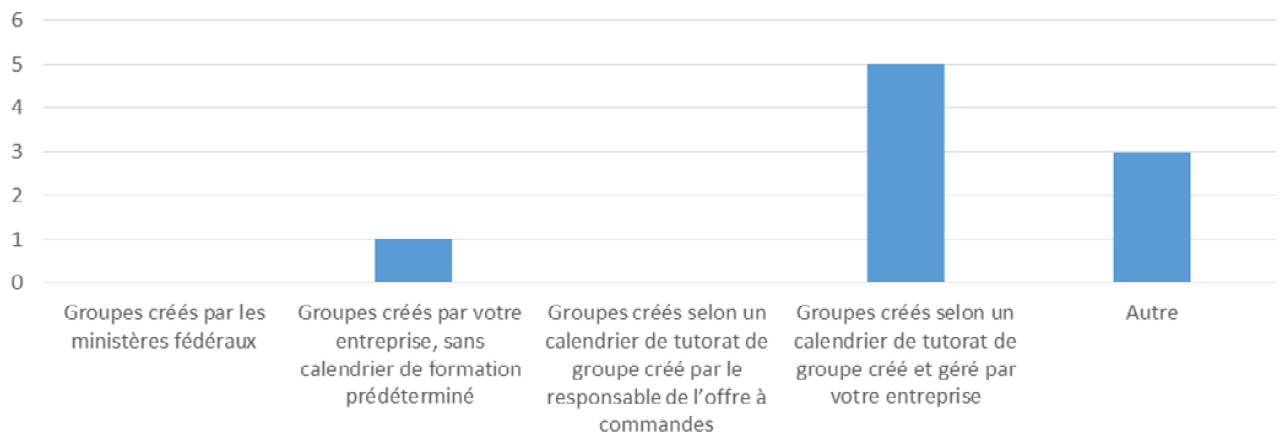 6
5
4
3
2
1
0
Groupes créés par les
ministères fédéraux
Groupes créés par votre
entreprise, sans
calendrier de formation
prédéterminé
Groupes créés selon un
calendrier de tutorat de
groupe créé par le
responsable de l'offre à
commandes
Groupes créés selon un
calendrier de tutorat de
groupe créé et géré par
votre entreprise
Autre